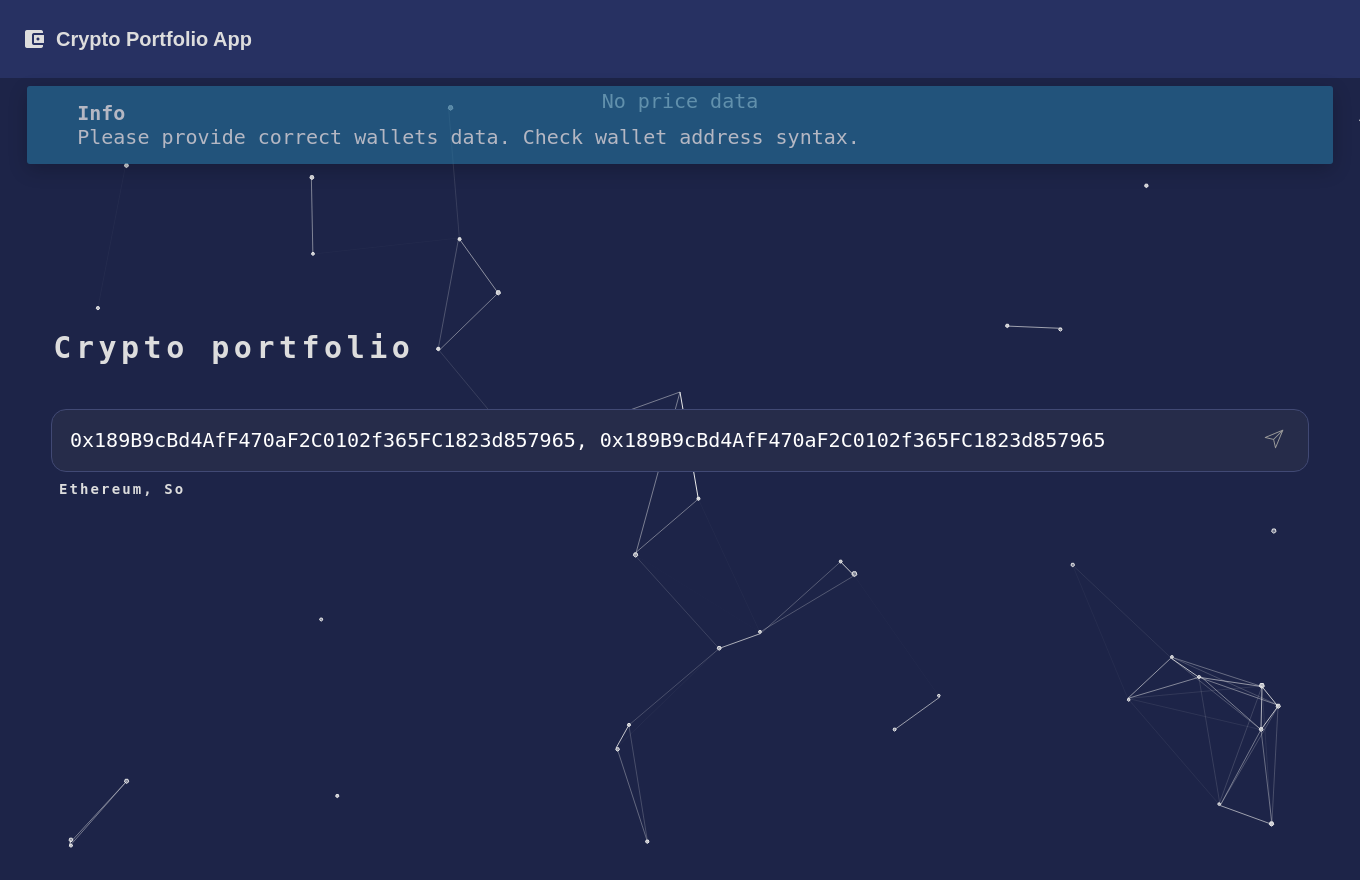 Crypto Portfolio App
No price data
Info
Please provide correct wallets data. Check wallet address syntax.
Crypto portfolio
0x189B9cBd4AfF470aF2C0102f365FC1823d857965, 0x189B9cBd4AfF470aF2C0102f365FC1823d857965
Ethereum, So